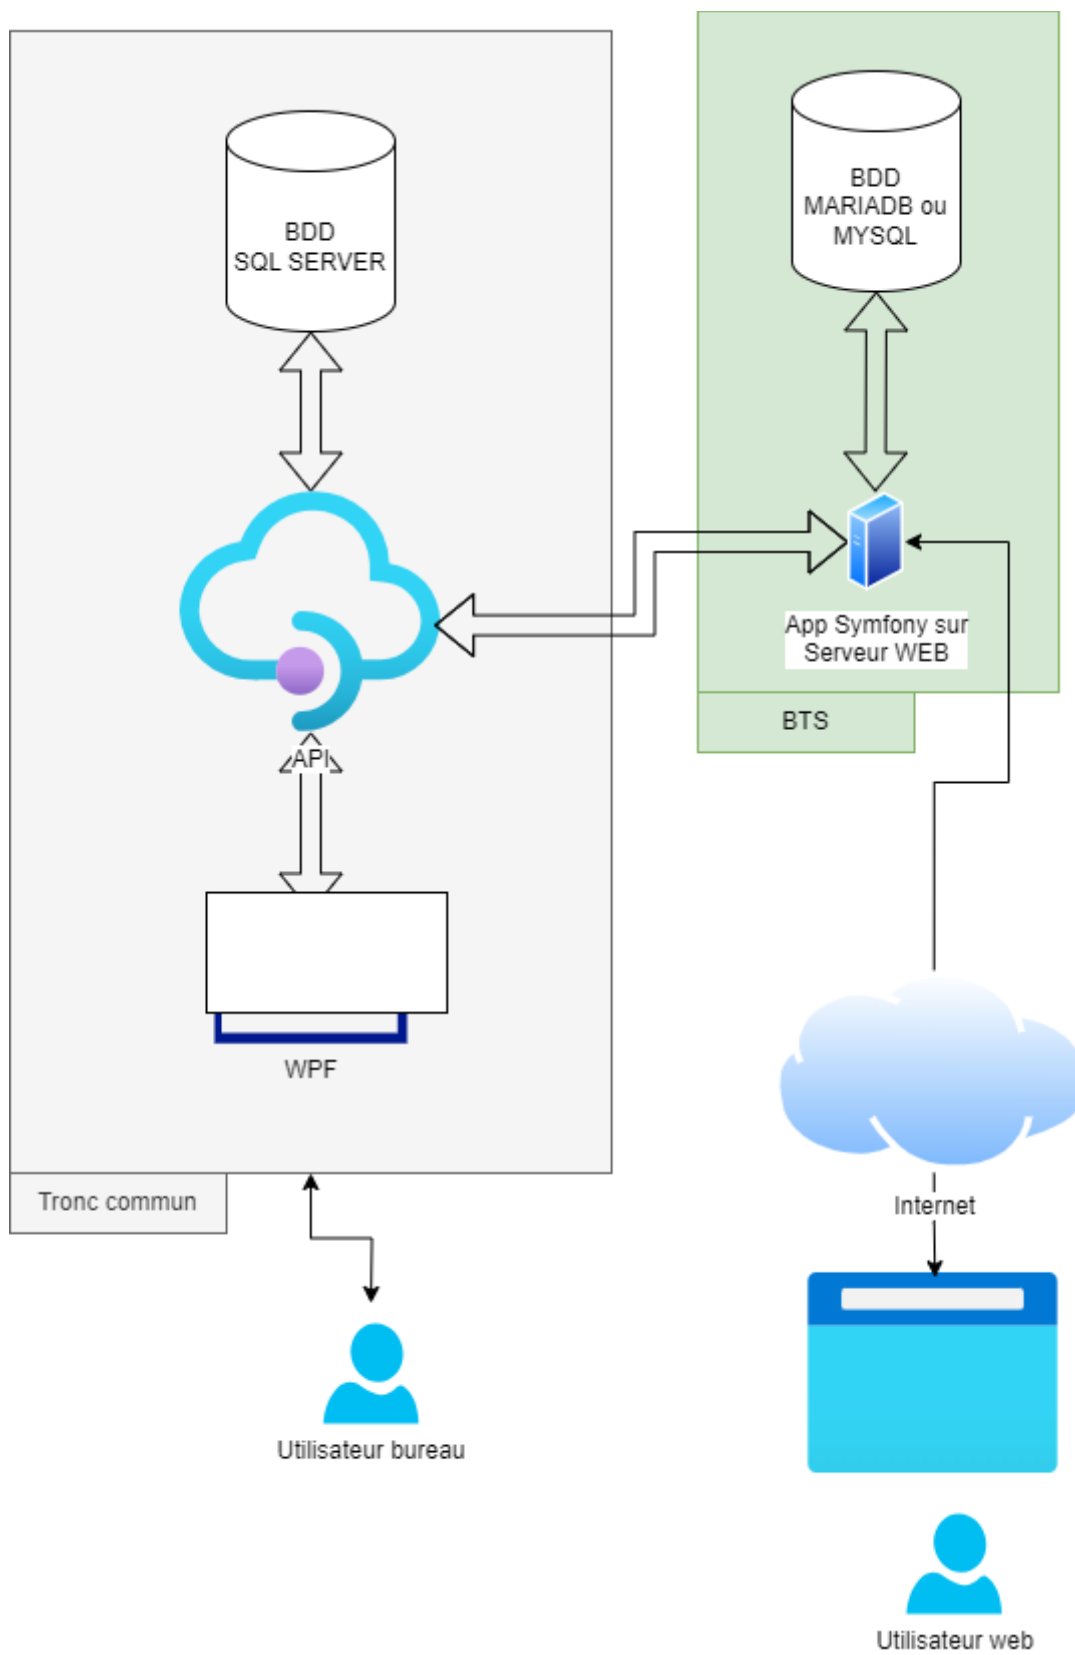 BDD
SQL SERVER
BDD
MARIADB ou
MYSQL
App Symfony sur
Serveur WEB
BTS
API
WPF
Tronc commun
Internet
Utilisateur bureau
Utilisateur web